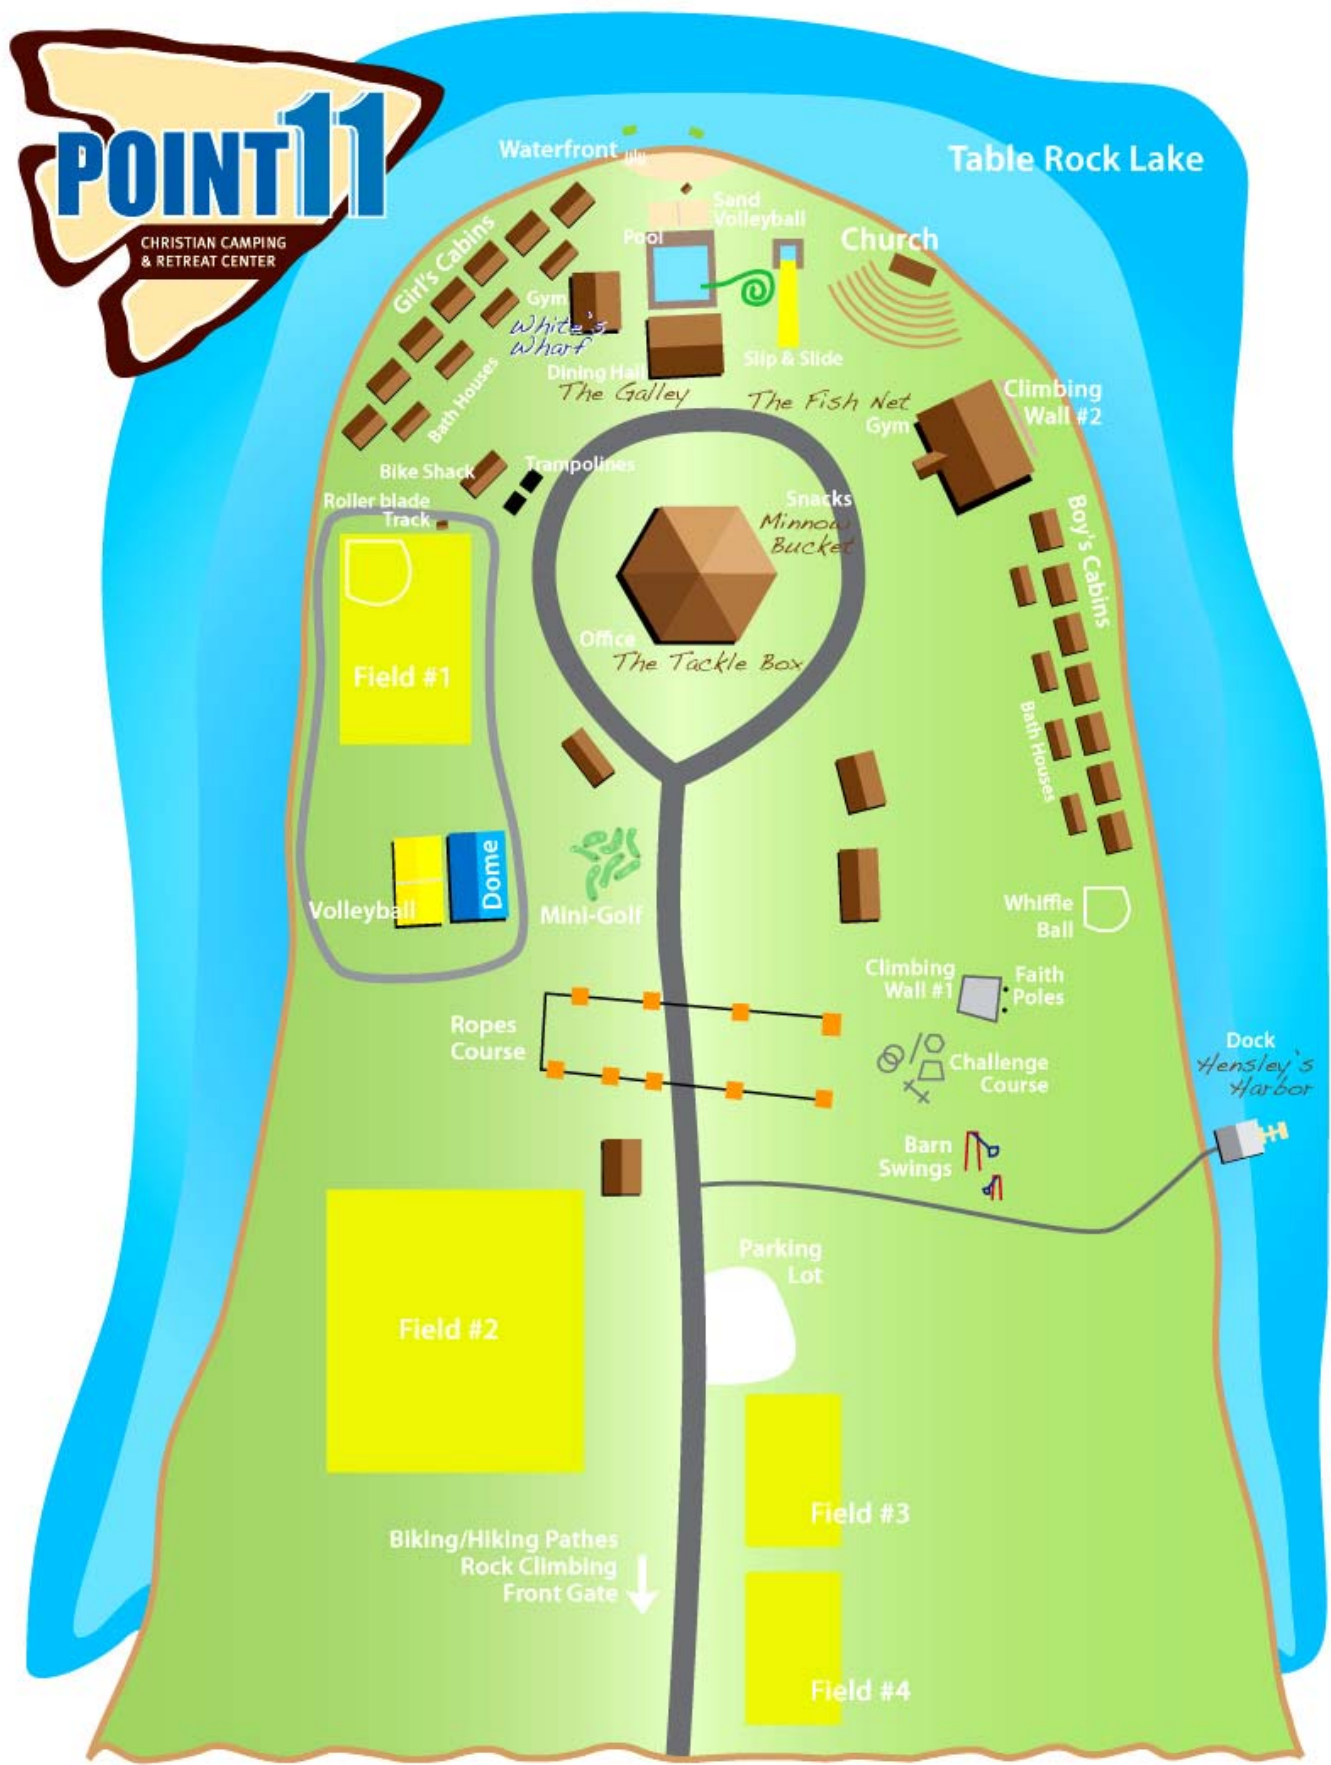 POINT11
CHRISTIAN CAMPING
& RETREAT CENTER
Waterfront
Table Rock Lake
Sand
Volleyball
Pool
Church
Girl's Cabins
Gym
White's
Wharf
Slip & Slide
Dining Hall
The Galley
The Fish Net
Gym
Climbing
Wall #2
Bath Houses
Bike Shack
Trampolines
Roller blade
Track
Snacks
Minnow
Bucket
Boy's Cabins
Office
The Tackle Box
Field #1
Bath Houses
Dome
Volleyball
Mini-Golf
Whiffle
Ball
Climbing
Wall #1
Faith
Poles
Ropes
Course
Challenge
Course
Dock
Hensley's
Harbor
Barn
Swings
Parking
Lot
Field #2
Field #3
Biking/Hiking Pathes
Rock Climbing
Front Gate
Field #4